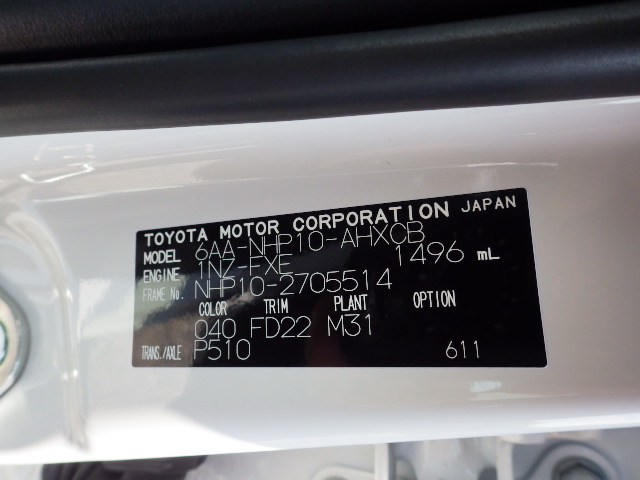 TOYOTA MOTOR CORPORATION JAPAN
MODEL 6AA-NHP10-AHXCB
ENGINE 1NZ-FXE 1496 mL
FRAME No. NHP10-2705514
COLOR TRIM PLANT OPTION
040 FD22 M31
TRANS./AXLE P510 611